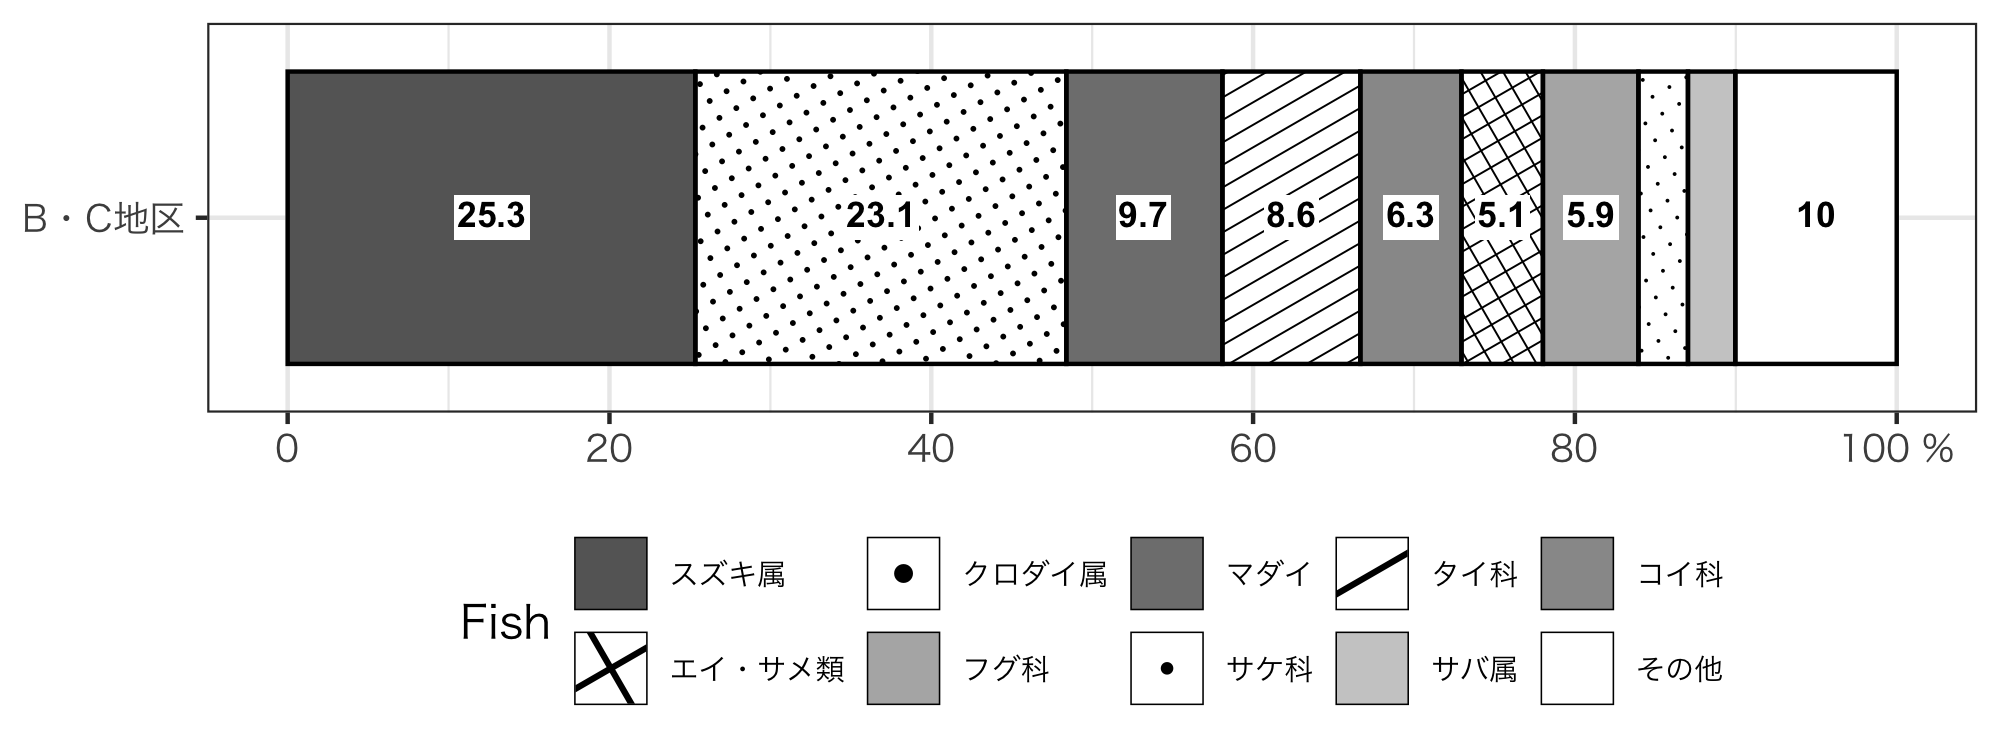 B・C地区
25.3 23.1 9.7 8.6 6.3 5.1 5.9 10
0 20 40 60 80 100 %
Fish
スズキ属 クロダイ属 マダイ タイ科 コイ科
エイ・サメ類 フグ科 サケ科 サバ属 その他